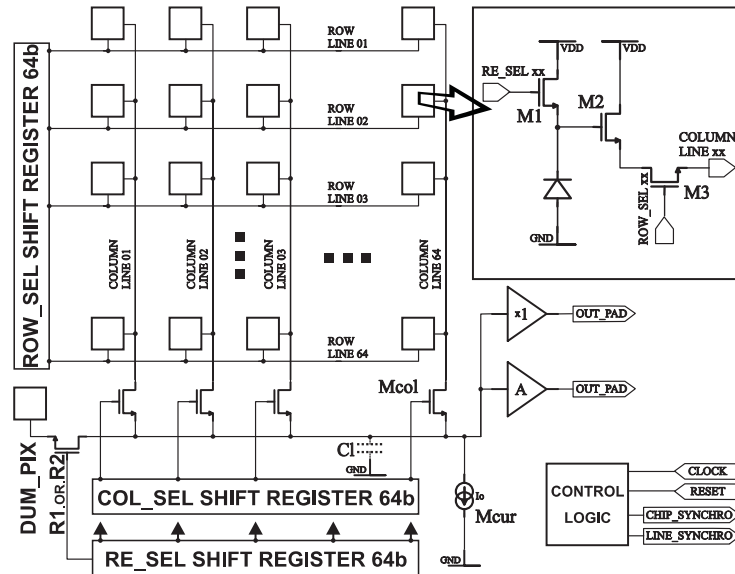 ROW_SEL SHIFT REGISTER 64b
ROW
LINE 01
ROW
LINE 02
ROW
LINE 03
ROW
LINE 64
COLUMN
LINE 01
COLUMN
LINE 02
COLUMN
LINE 03
COLUMN
LINE 64
VDD
VDD
RE_SEL xx
M1
M2
COLUMN
LINE xx
M3
ROW_SEL xx
GND
x1
OUT_PAD
A
OUT_PAD
Mcol
DUM_PIX
R1.OR.R2
Cl
GND
Io
Mcur
GND
COL_SEL SHIFT REGISTER 64b
RE_SEL SHIFT REGISTER 64b
CONTROL
LOGIC
CLOCK
RESET
CHIP_SYNCHRO
LINE_SYNCHRO